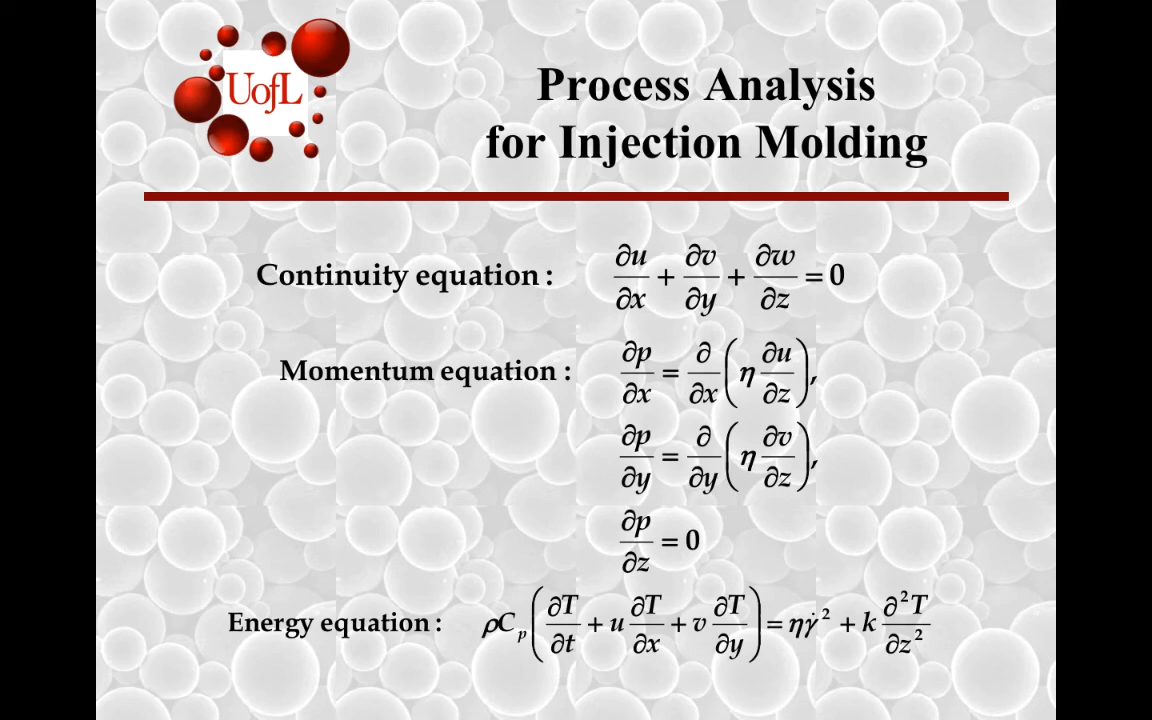 UofL
Process Analysis
for Injection Molding
Continuity equation : ∂u/∂x + ∂v/∂y + ∂w/∂z = 0
Momentum equation : ∂p/∂x = ∂/∂x (η ∂u/∂z),
∂p/∂y = ∂/∂y (η ∂v/∂z),
∂p/∂z = 0
Energy equation : ρC_p (∂T/∂t + u ∂T/∂x + v ∂T/∂y) = ηγ̇² + k ∂²T/∂z²